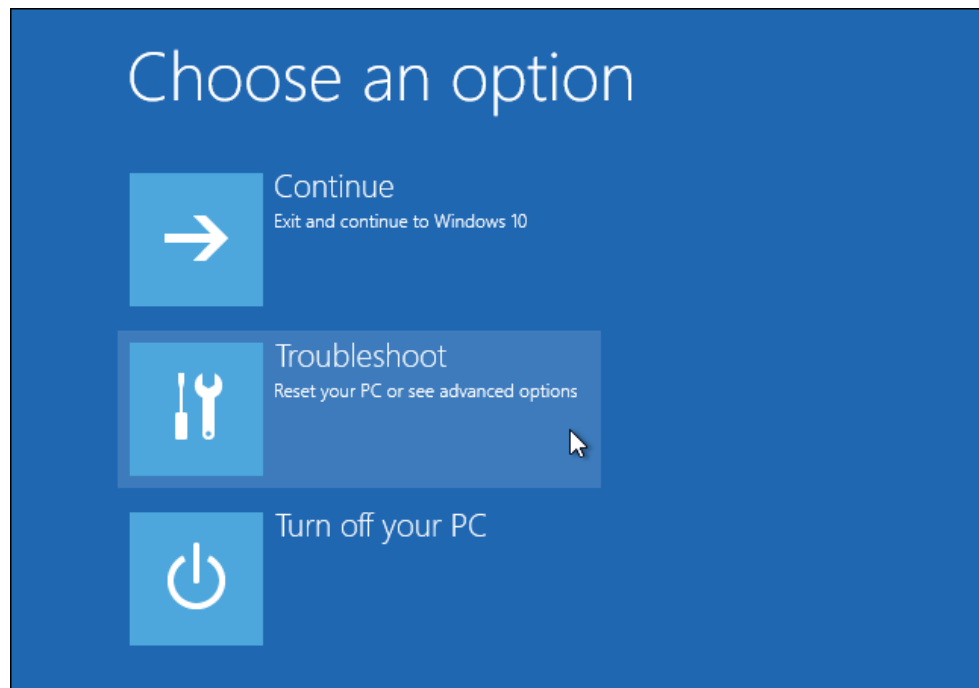 Choose an option
Continue
Exit and continue to Windows 10
Troubleshoot
Reset your PC or see advanced options
Turn off your PC